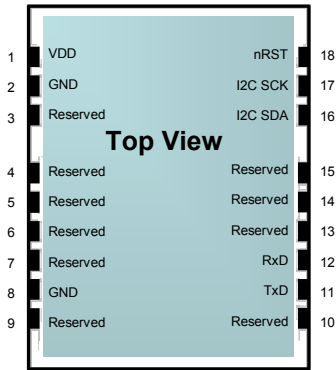 1 VDD nRST 18
2 GND I2C SCK 17
3 Reserved I2C SDA 16
Top View
4 Reserved Reserved 15
5 Reserved Reserved 14
6 Reserved Reserved 13
7 Reserved RxD 12
8 GND TxD 11
9 Reserved Reserved 10